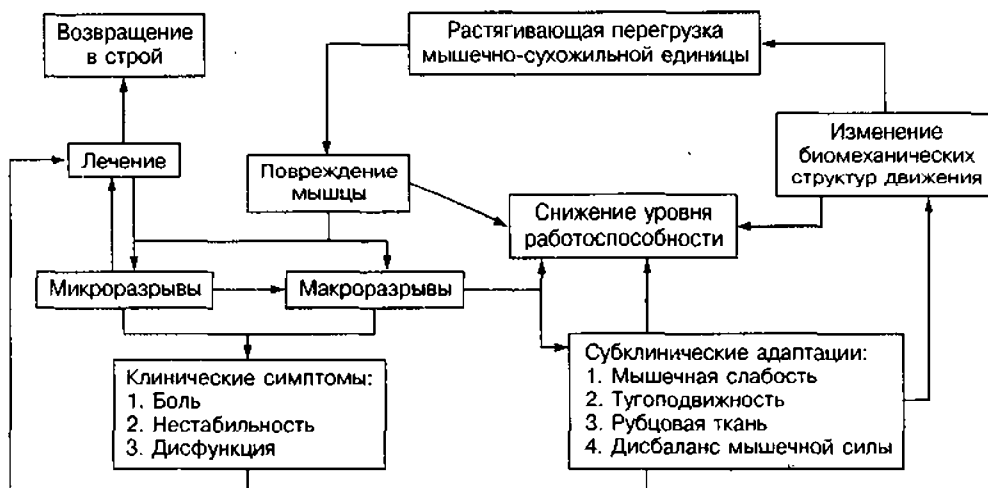 Возвращение
в строй
Растягивающая перегрузка
мышечно-сухожильной единицы
Изменение
биомеханических
структур движения
Лечение
Повреждение
мышцы
Снижение уровня
работоспособности
Микроразрывы
Макроразрывы
Клинические симптомы:
1. Боль
2. Нестабильность
3. Дисфункция
Субклинические адаптации:
1. Мышечная слабость
2. Тугоподвижность
3. Рубцовая ткань
4. Дисбаланс мышечной силы